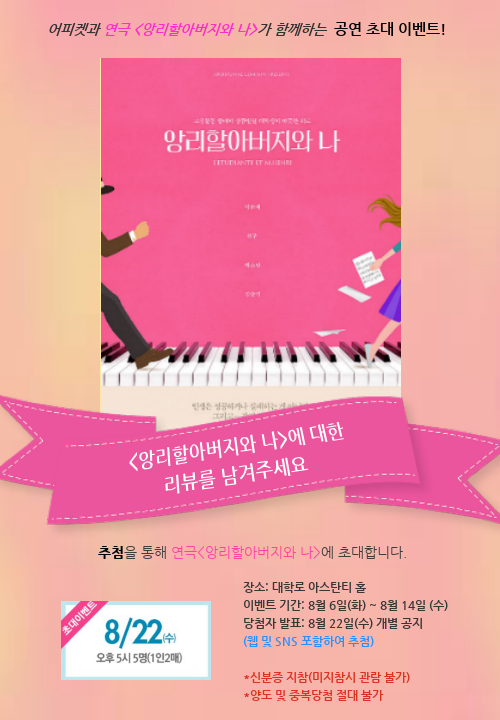 어피켓과 연극 <앙리할아버지와 나>가 함께하는 공연 초대 이벤트!
앙리할아버지와 나
<앙리할아버지와 나>에 대한
리뷰를 남겨주세요
추첨을 통해 연극<앙리할아버지와 나>에 초대합니다.
초대이벤트
8/22(수)
오후 5시 5명(1인2매)
장소: 대학로 아스탄티 홀
이벤트 기간: 8월 6일(화) ~ 8월 14일 (수)
당첨자 발표: 8월 22일(수) 개별 공지
(웹 및 SNS 포함하여 추첨)
*신분증 지참(미지참시 관람 불가)
*양도 및 중복당첨 절대 불가